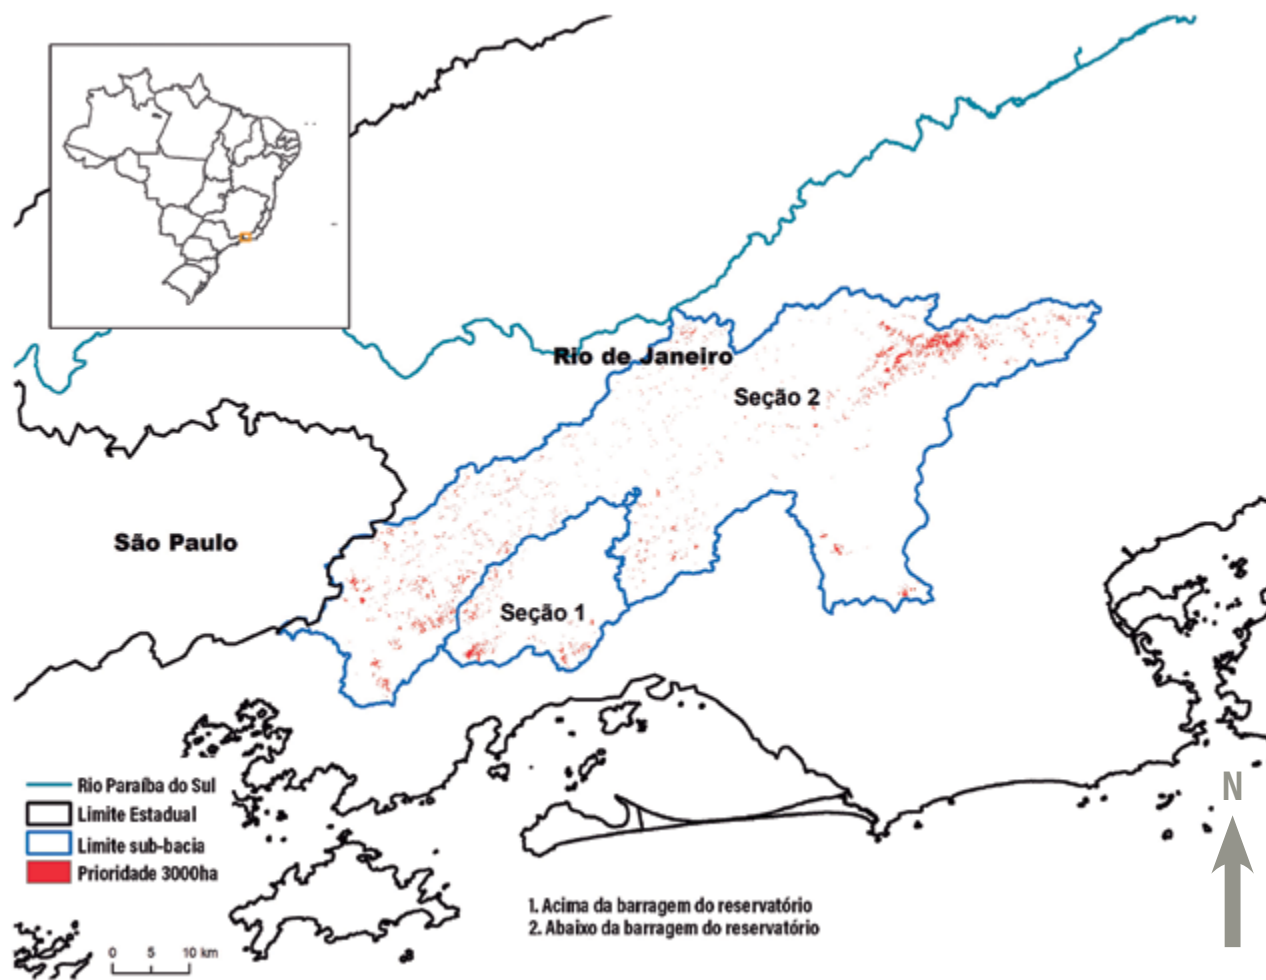 Rio de Janeiro
Seção 2
São Paulo
Seção 1
Rio Paraíba do Sul
Limite Estadual
Limite sub-bacia
Prioridade 3000ha
N
1. Acima da barragem do reservatório
2. Abaixo da barragem do reservatório
0 5 10 km